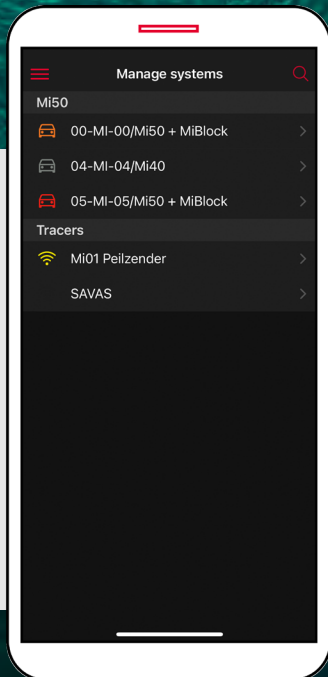 Manage systems
Mi50
00-MI-00/Mi50 + MiBlock
04-MI-04/Mi40
05-MI-05/Mi50 + MiBlock
Tracers
Mi01 Peilzender
SAVAS